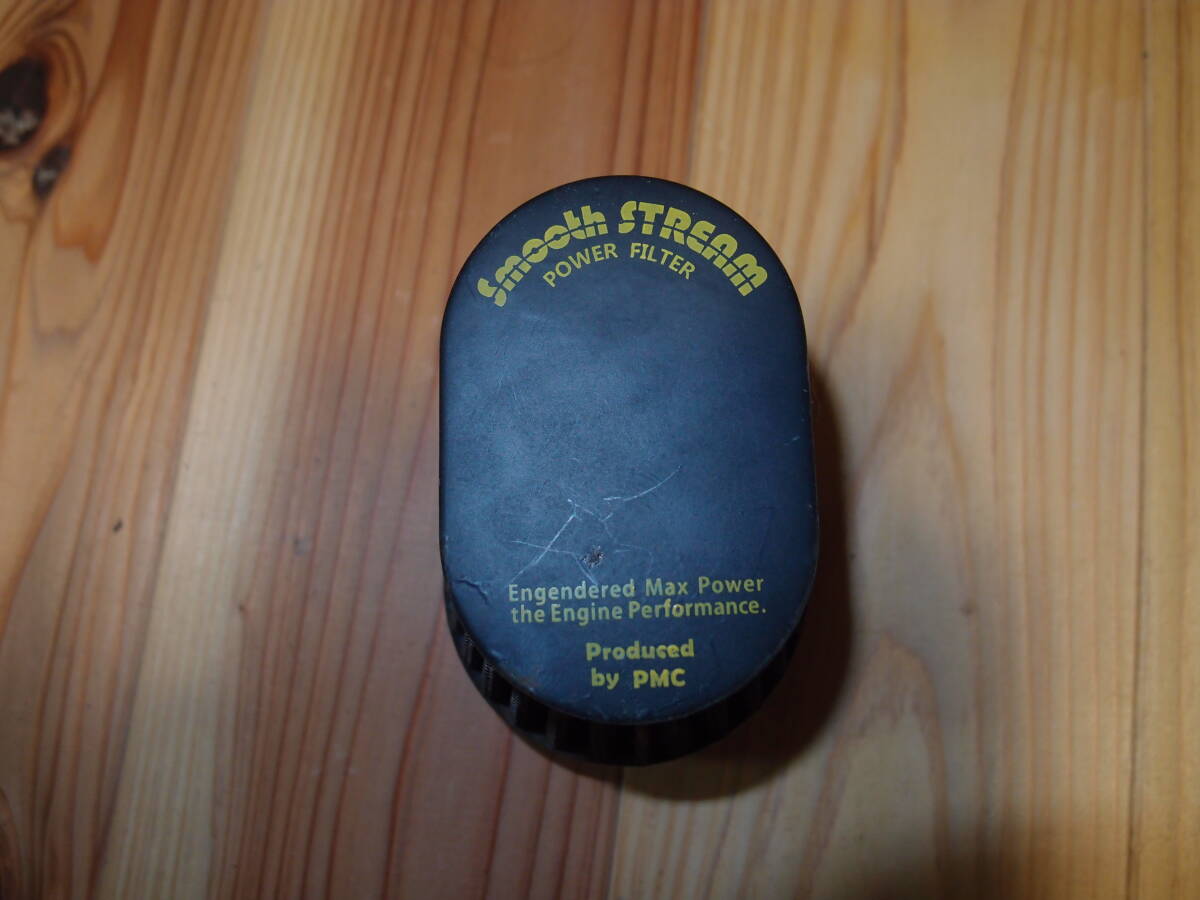 Smooth STREAM
POWER FILTER
Engendered Max Power
the Engine Performance.
Produced
by PMC